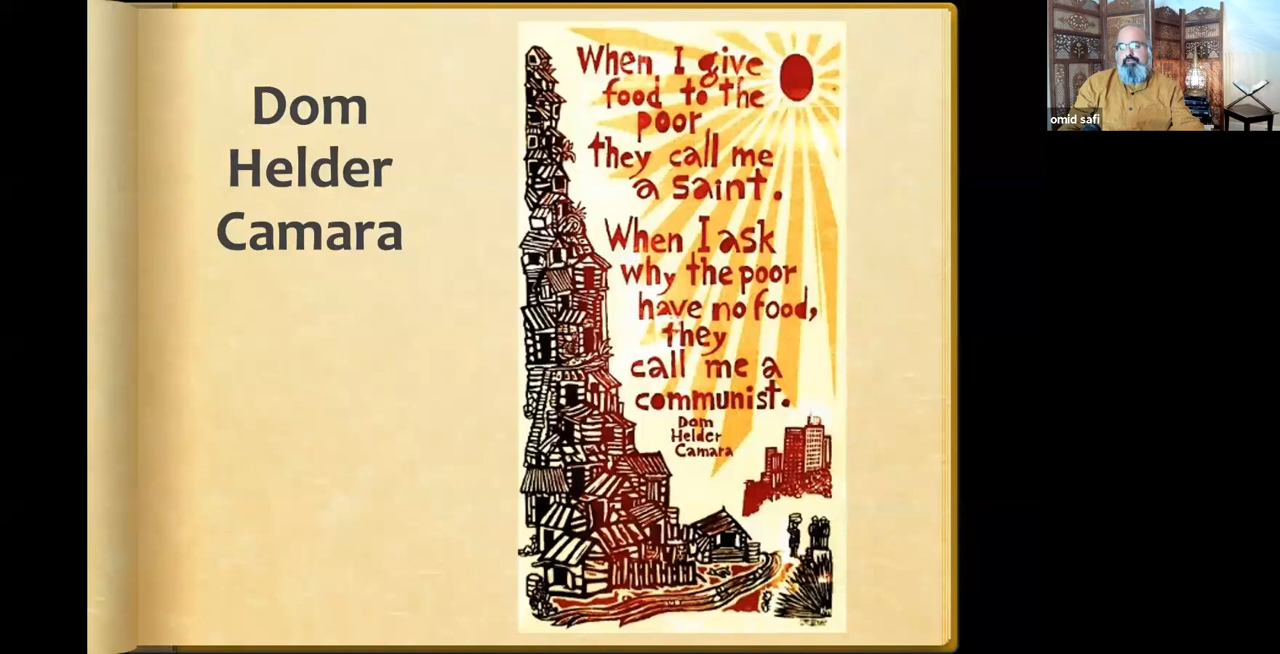 Dom
Helder
Camara
When I give
food to the
poor
they call me
a saint.
When I ask
why the poor
have no food,
they
call me a
communist.
Dom
Helder
Camara
omid safi